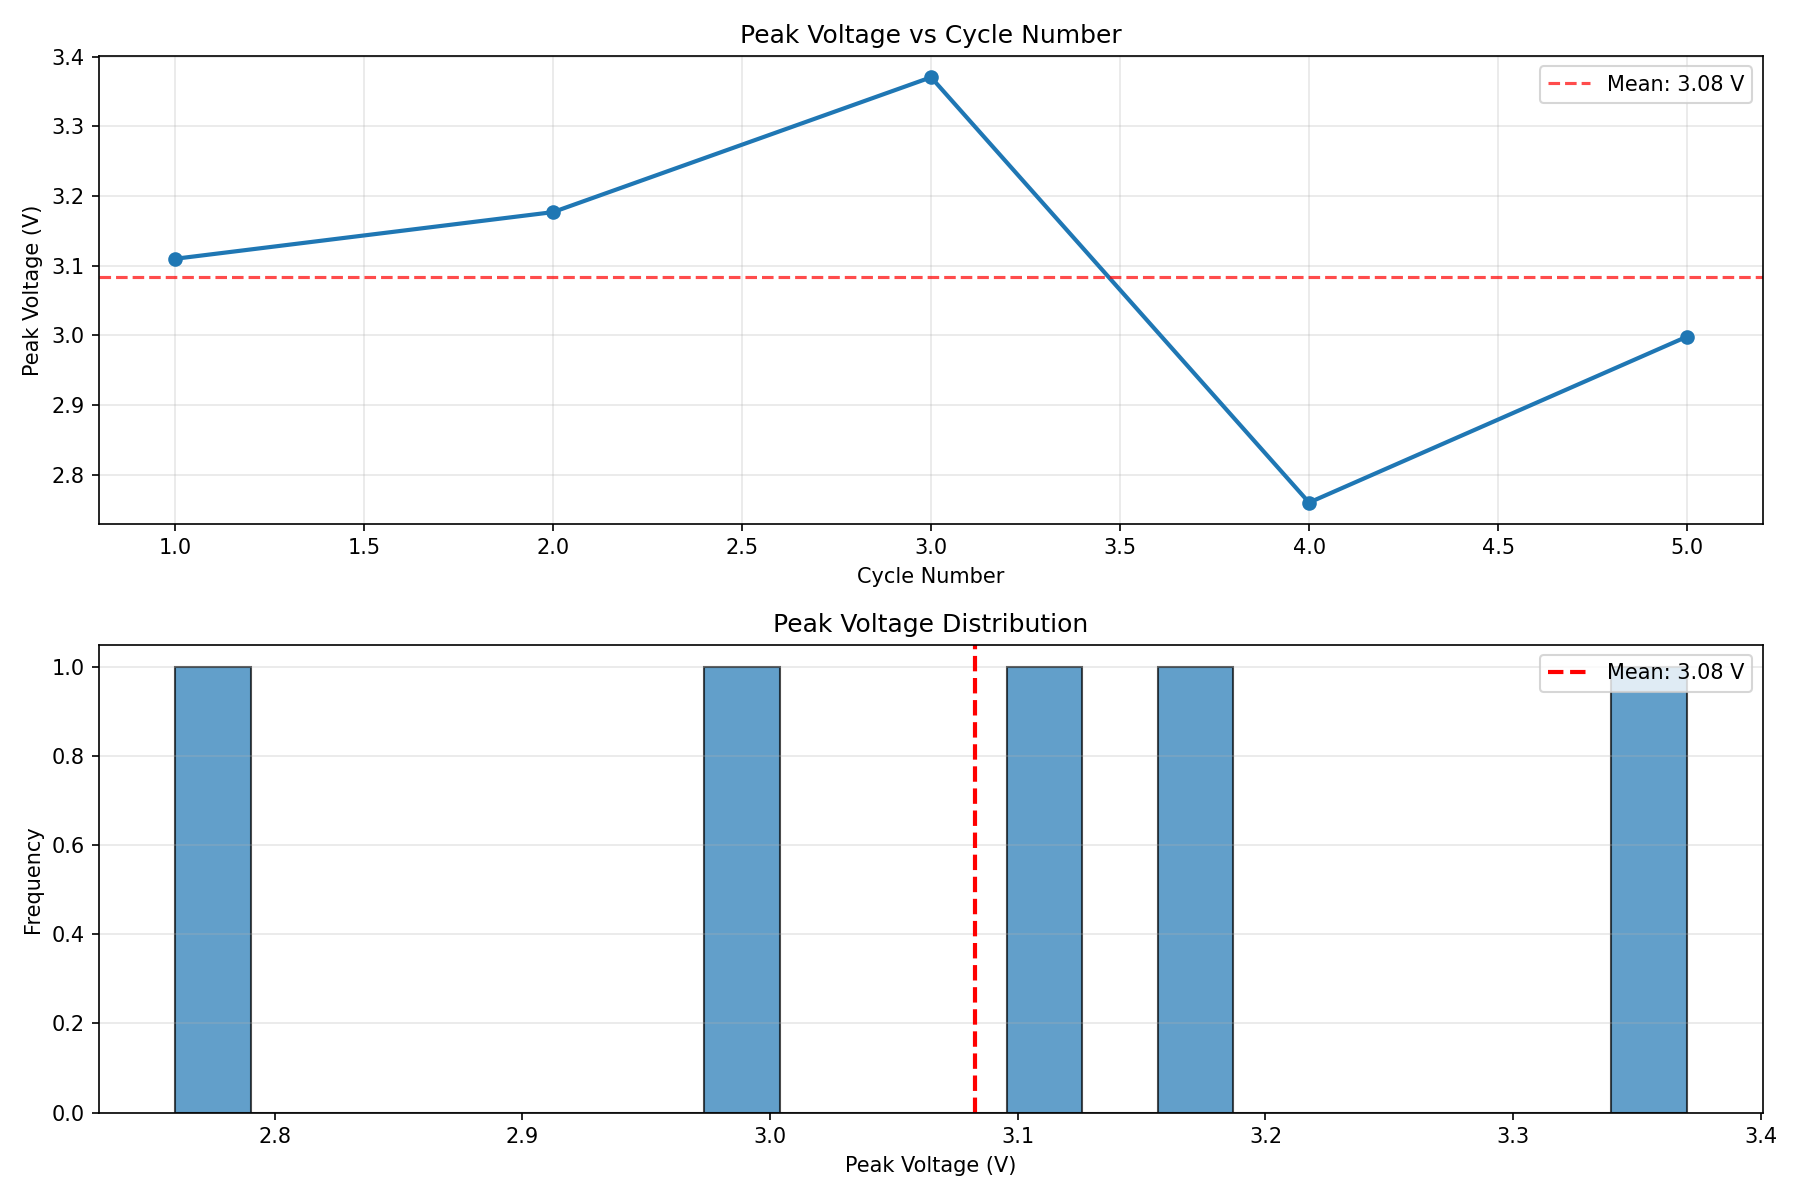 Peak Voltage vs Cycle Number
3.4
3.3
3.2
3.1
3.0
2.9
2.8
Peak Voltage (V)
Mean: 3.08 V
1.0 1.5 2.0 2.5 3.0 3.5 4.0 4.5 5.0
Cycle Number
Peak Voltage Distribution
1.0
0.8
0.6
0.4
0.2
0.0
Frequency
Mean: 3.08 V
2.8 2.9 3.0 3.1 3.2 3.3 3.4
Peak Voltage (V)